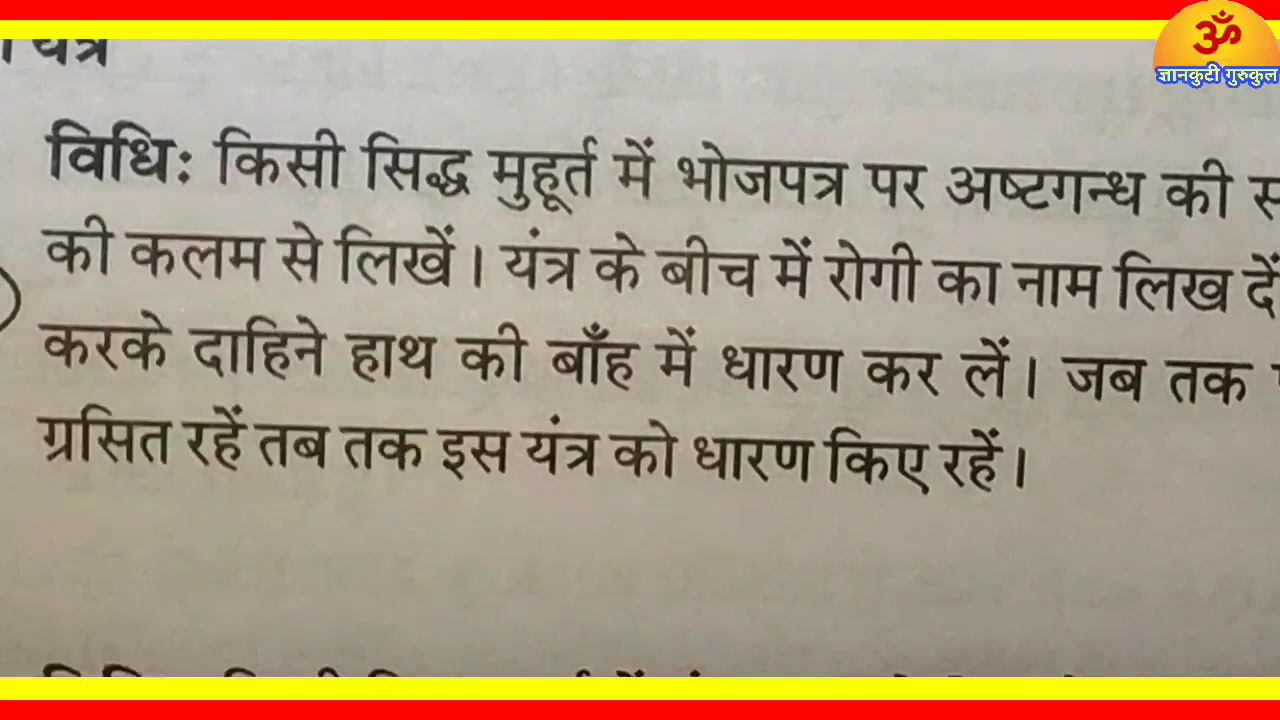 यंत्र
ॐ
ज्ञानकुटी गुरुकुल
विधि: किसी सिद्ध मुहूर्त में भोजपत्र पर अष्टगन्ध की
की कलम से लिखें। यंत्र के बीच में रोगी का नाम लिख दें
करके दाहिने हाथ की बाँह में धारण कर लें। जब तक
ग्रसित रहें तब तक इस यंत्र को धारण किए रहें।